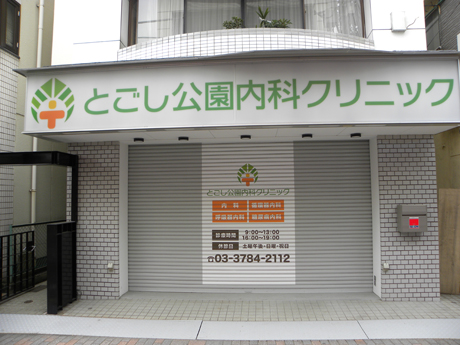 とごし公園内科クリニック
とごし公園内科クリニック
内科 循環器内科
呼吸器内科 糖尿病内科
診療時間 9:00~13:00
16:00~19:00
休診日 土曜午後・日曜・祝日
☎03-3784-2112